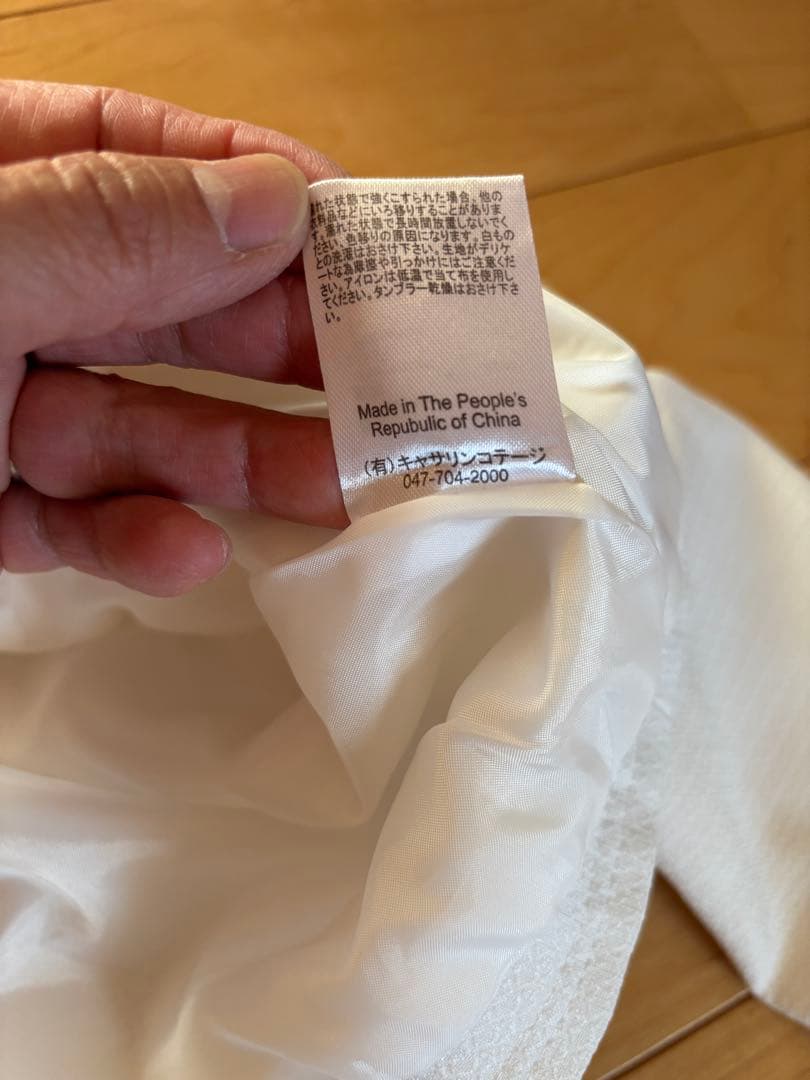 れた状態で強くこすられた場合、他の
衣料品などにいろ移りすることがありま
す。濡れた状態で長時間放置しないでく
ださい、色移りの原因になります。白もの
との洗濯はおさけ下さい。生地がデリケ
ートな為摩擦や引っかけにはご注意くだ
さい。アイロンは低温で当て布を使用し
てください。タンブラー乾燥はおさけ下さ
い。
Made in The People's
Repubulic of China
(有)キャサリンコテージ
047-704-2000